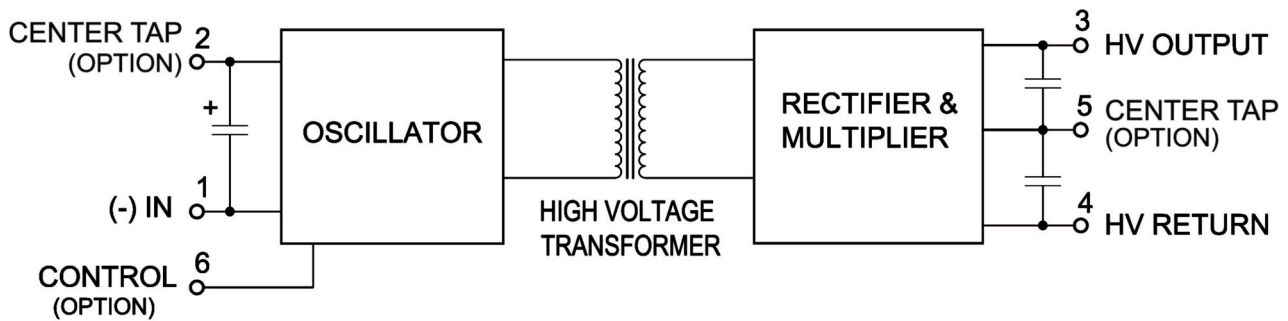 CENTER TAP 2
(OPTION)
+
(-) IN 1
CONTROL 6
(OPTION)
OSCILLATOR
HIGH VOLTAGE
TRANSFORMER
RECTIFIER &
MULTIPLIER
3 HV OUTPUT
5 CENTER TAP
(OPTION)
4 HV RETURN